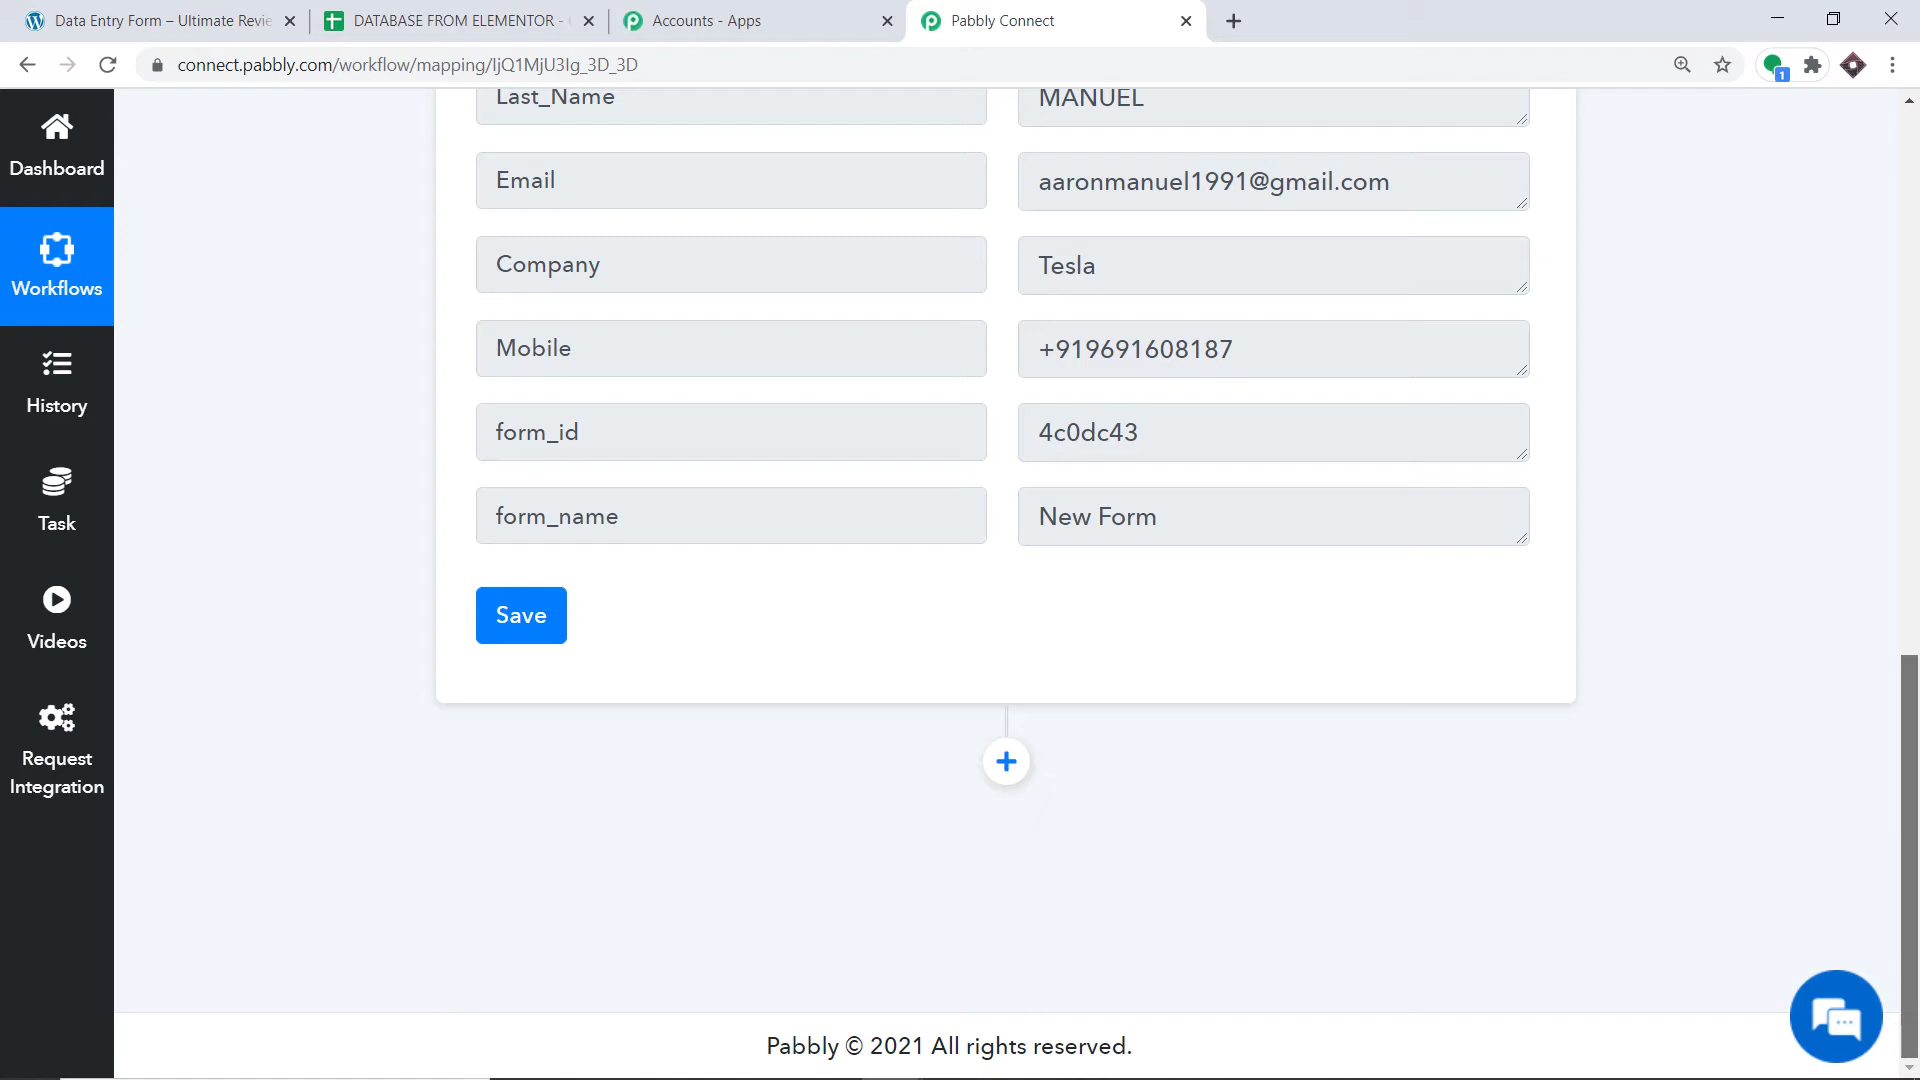 Data Entry Form – Ultimate Revie
DATABASE FROM ELEMENTOR -
Accounts - Apps
Pabbly Connect
connect.pabbly.com/workflow/mapping/IjQ1MjU3Ig_3D_3D
1
Dashboard
Workflows
History
Task
Videos
Request
Integration
Last_Name
MANUEL
Email
aaronmanuel1991@gmail.com
Company
Tesla
Mobile
+919691608187
form_id
4c0dc43
form_name
New Form
Save
Pabbly © 2021 All rights reserved.